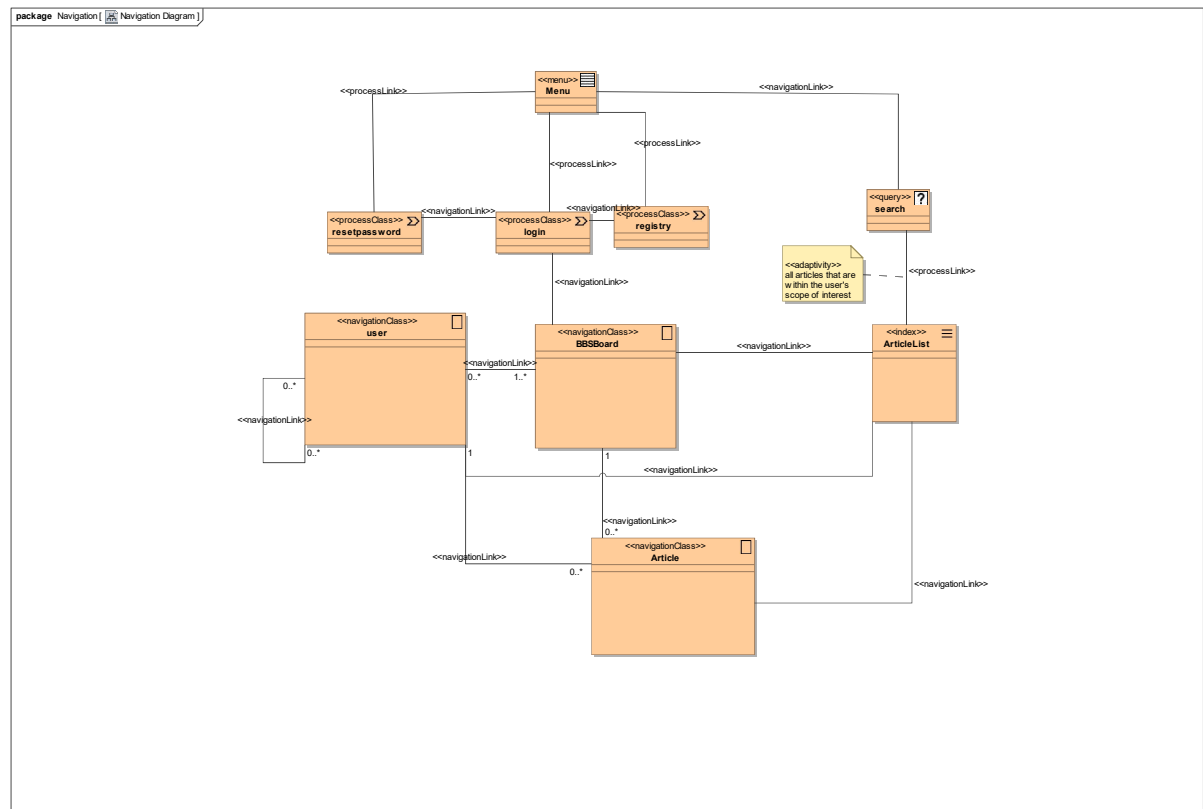 package Navigation [ Navigation Diagram ]
<<menu>>
Menu
<<processLink>>
<<navigationLink>>
<<processLink>>
<<processLink>>
<<query>>
search
<<processClass>>
resetpassword
<<navigationLink>>
<<processClass>>
login
<<navigationLink>>
<<processClass>>
registry
<<adaptivity>>
all articles that are
within the user's
scope of interest
<<processLink>>
<<navigationLink>>
<<navigationClass>>
user
<<navigationClass>>
BBSBoard
<<index>>
ArticleList
<<navigationLink>>
<<navigationLink>>
0..*
1..*
0..*
<<navigationLink>>
0..*
1
1
<<navigationLink>>
<<navigationLink>>
0..*
<<navigationClass>>
Article
<<navigationLink>>
0..*
<<navigationLink>>